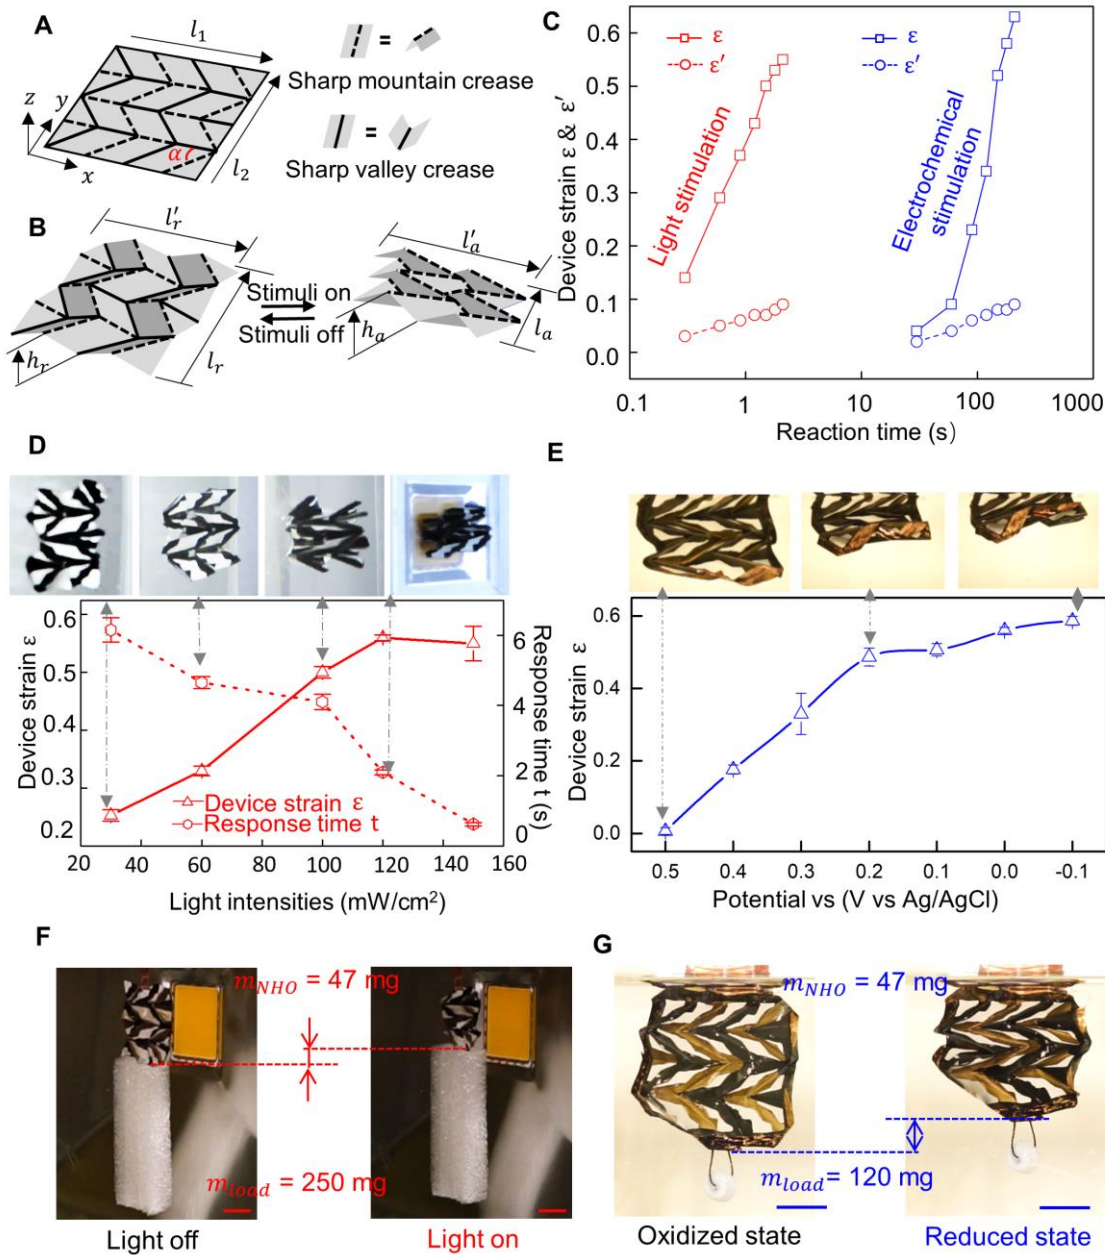 A
l₁
z
y
x
α
l₂
= 
Sharp mountain crease
=
Sharp valley crease
B
l′ᵣ
hᵣ
lᵣ
Stimuli on
Stimuli off
l′ₐ
hₐ
lₐ
C
Device strain ε & ε′
0.6
0.5
0.4
0.3
0.2
0.1
0.0
ε
ε′
ε
ε′
Light stimulation
Electrochemical
stimulation
0.1
1
10
100
1000
Reaction time (s)
D
Device strain ε
0.6
0.5
0.4
0.3
0.2
Response time t (s)
6
4
2
0
Device strain ε
Response time t
20
40
60
80
100
120
140
160
Light intensities (mW/cm²)
E
Device strain ε
0.6
0.4
0.2
0.0
0.5
0.4
0.3
0.2
0.1
0.0
-0.1
Potential vs (V vs Ag/AgCl)
F
m_NHO = 47 mg
m_load = 250 mg
Light off
Light on
G
m_NHO = 47 mg
m_load = 120 mg
Oxidized state
Reduced state